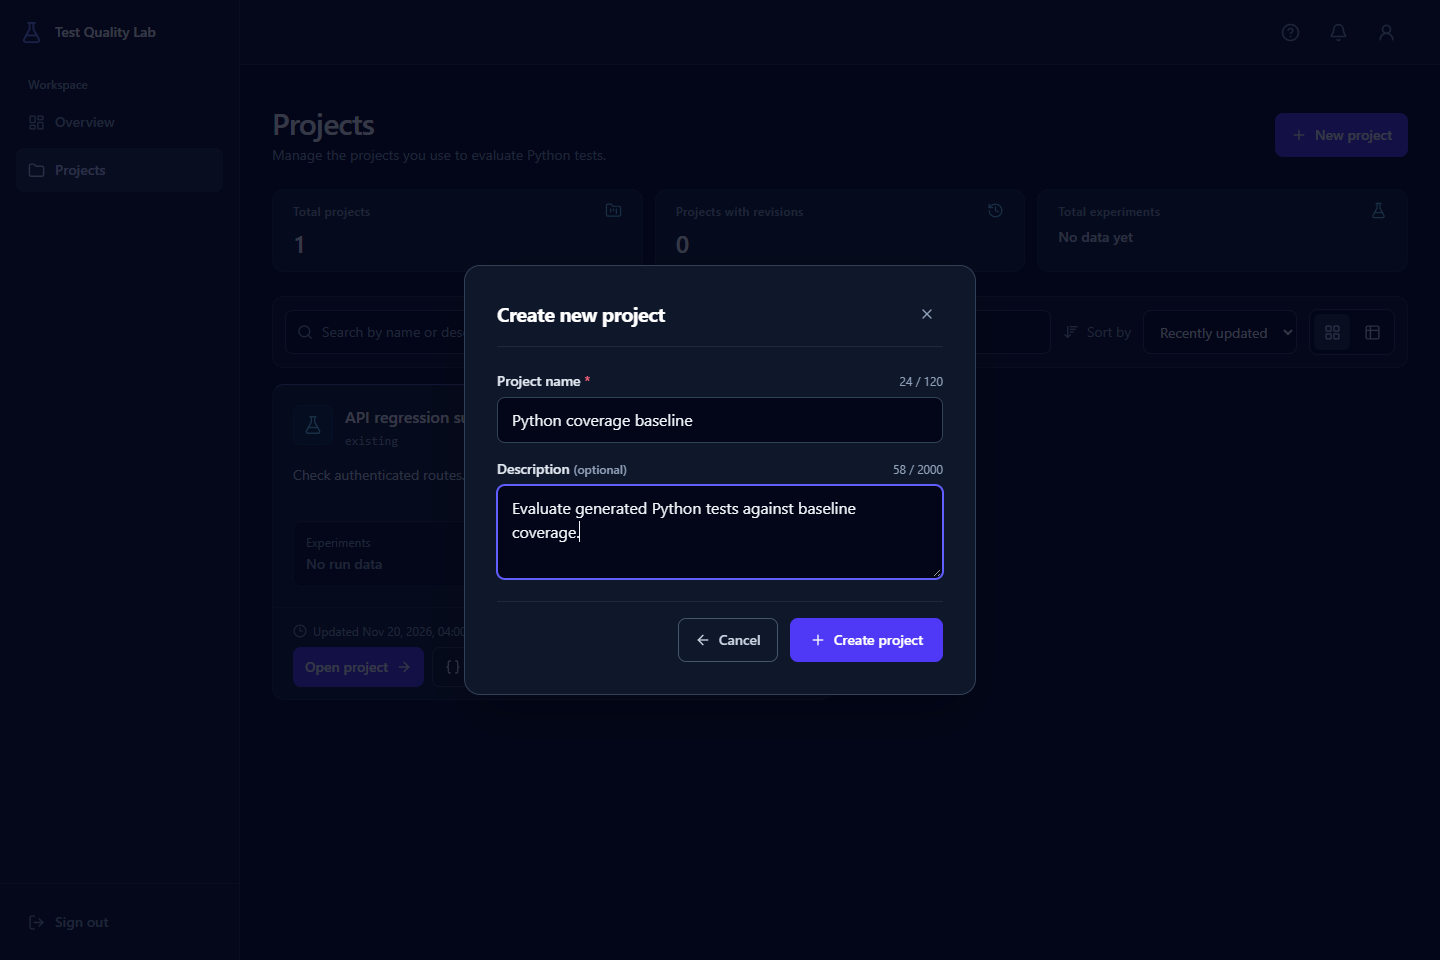 Test Quality Lab
Workspace
Overview
Projects
Sign out
Projects
Manage the projects you use to evaluate Python tests.
+ New project
Total projects
1
Projects with revisions
0
Total experiments
No data yet
Search by name or
Sort by
Recently updated
API regression
existing
Check authenticated routes.
Experiments
No run data
Updated Nov 20, 2026, 04:00
Open project →
{}
Create new project
Project name *
24 / 120
Python coverage baseline
Description (optional)
58 / 2000
Evaluate generated Python tests against baseline
coverage.
← Cancel
+ Create project